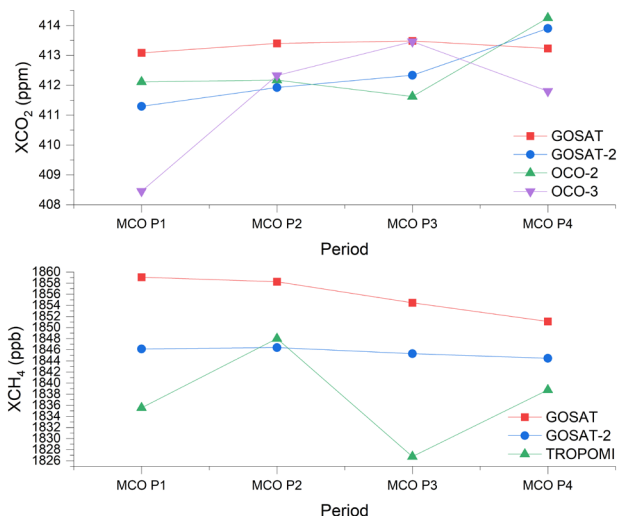 414
413
412
411
410
409
408
XCO₂ (ppm)
GOSAT
GOSAT-2
OCO-2
OCO-3
MCO P1 MCO P2 MCO P3 MCO P4
Period
1860
1858
1856
1854
1852
1850
1848
1846
1844
1842
1840
1838
1836
1834
1832
1830
1828
1826
XCH₄ (ppb)
GOSAT
GOSAT-2
TROPOMI
MCO P1 MCO P2 MCO P3 MCO P4
Period